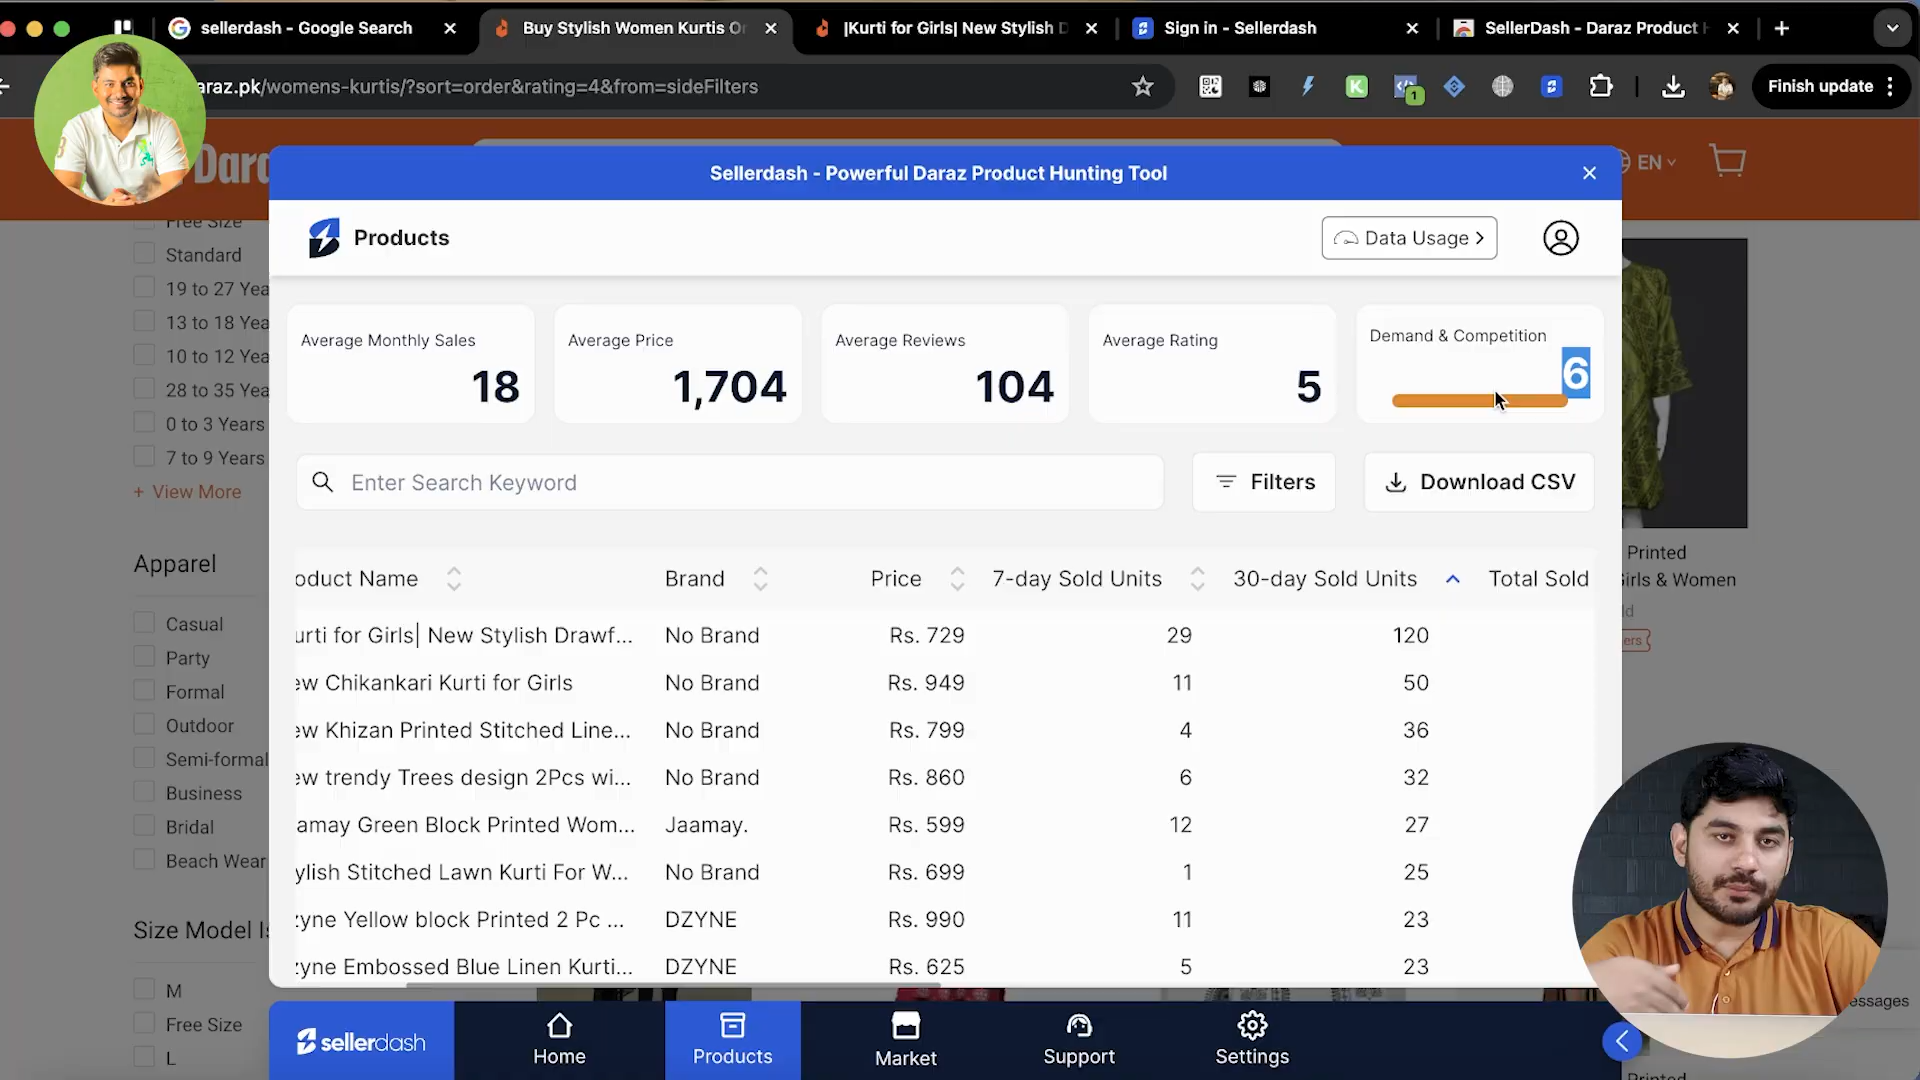 sellerdash - Google Search
Buy Stylish Women Kurtis Or
|Kurti for Girls| New Stylish D
Sign in - Sellerdash
SellerDash - Daraz Product H
araz.pk/womens-kurtis/?sort=order&rating=4&from=sideFilters
1
Finish update
Dara
EN
Sellerdash - Powerful Daraz Product Hunting Tool
Products
Data Usage
Average Monthly Sales
18
Average Price
1,704
Average Reviews
104
Average Rating
5
Demand & Competition
6
Enter Search Keyword
Filters
Download CSV
oduct Name
Brand
Price
7-day Sold Units
30-day Sold Units
Total Sold
urti for Girls| New Stylish Drawf... No Brand Rs. 729 29 120
ew Chikankari Kurti for Girls No Brand Rs. 949 11 50
ew Khizan Printed Stitched Line... No Brand Rs. 799 4 36
ew trendy Trees design 2Pcs wi... No Brand Rs. 860 6 32
amay Green Block Printed Wom... Jaamay. Rs. 599 12 27
ylish Stitched Lawn Kurti For W... No Brand Rs. 699 1 25
zyne Yellow block Printed 2 Pc ... DZYNE Rs. 990 11 23
zyne Embossed Blue Linen Kurti... DZYNE Rs. 625 5 23
Free Size
Standard
19 to 27 Yea
13 to 18 Yea
10 to 12 Yea
28 to 35 Yea
0 to 3 Years
7 to 9 Years
+ View More
Apparel
Casual
Party
Formal
Outdoor
Semi-formal
Business
Bridal
Beach Wear
Size Model Is
M
Free Size
L
Printed
irls & Women
ld
ers
essages
Printed
sellerdash
Home
Products
Market
Support
Settings